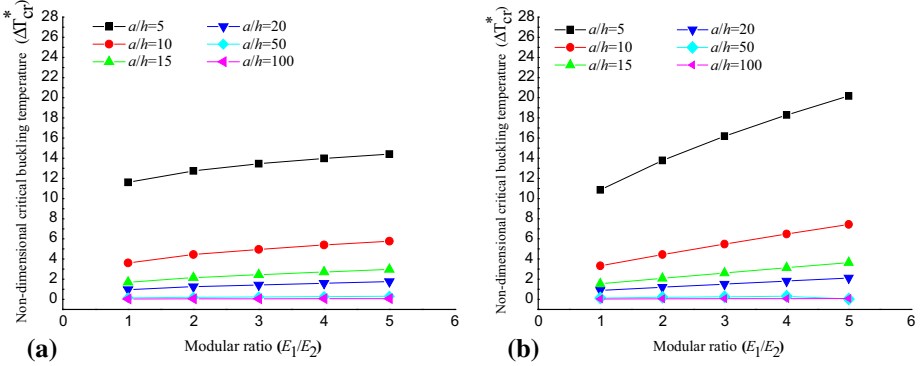 Non-dimensional critical buckling temperature (ΔT*cr)
28
26
24
22
20
18
16
14
12
10
8
6
4
2
0
a/h=5
a/h=10
a/h=15
a/h=20
a/h=50
a/h=100
0 1 2 3 4 5 6
Modular ratio (E1/E2)
(a)
Non-dimensional critical buckling temperature (ΔT*cr)
28
26
24
22
20
18
16
14
12
10
8
6
4
2
0
a/h=5
a/h=10
a/h=15
a/h=20
a/h=50
a/h=100
0 1 2 3 4 5 6
Modular ratio (E1/E2)
(b)